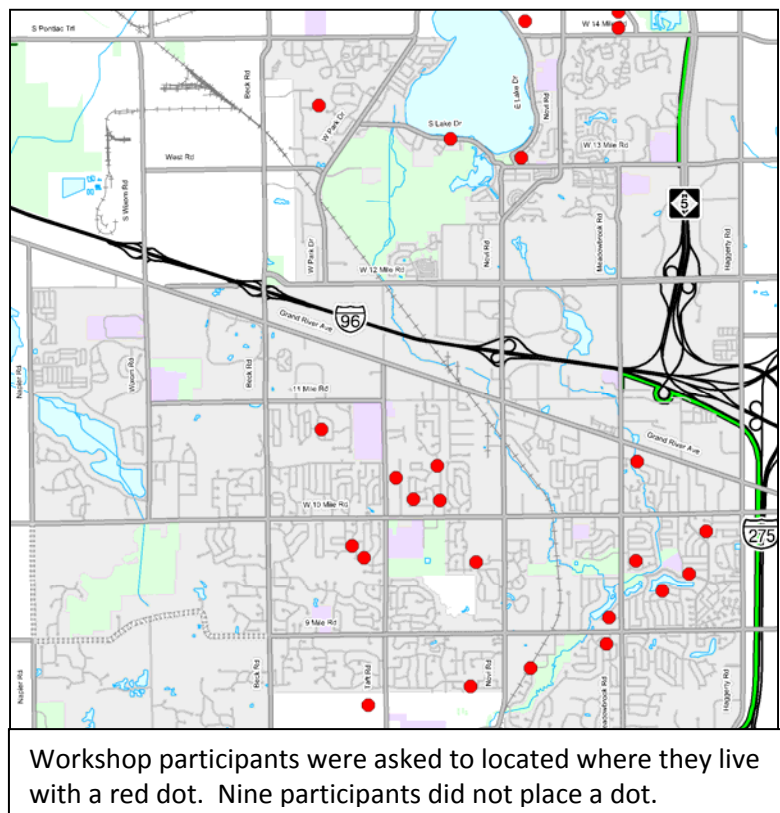 S Pontiac Trl
W 14 Mile Rd
Beck Rd
W Park Dr
S Lake Dr
E Lake Dr
Novi Rd
W 13 Mile Rd
West Rd
S Wixom Rd
5
W Park Dr
W 12 Mile Rd
Novi Rd
Meadowbrook Rd
Haggerty Rd
96
Grand River Ave
Napier Rd
Wixom Rd
Beck Rd
11 Mile Rd
Grand River Ave
W 10 Mile Rd
275
9 Mile Rd
Napier Rd
Beck Rd
Taft Rd
Novi Rd
Meadowbrook Rd
Haggerty Rd
Workshop participants were asked to located where they live
with a red dot. Nine participants did not place a dot.